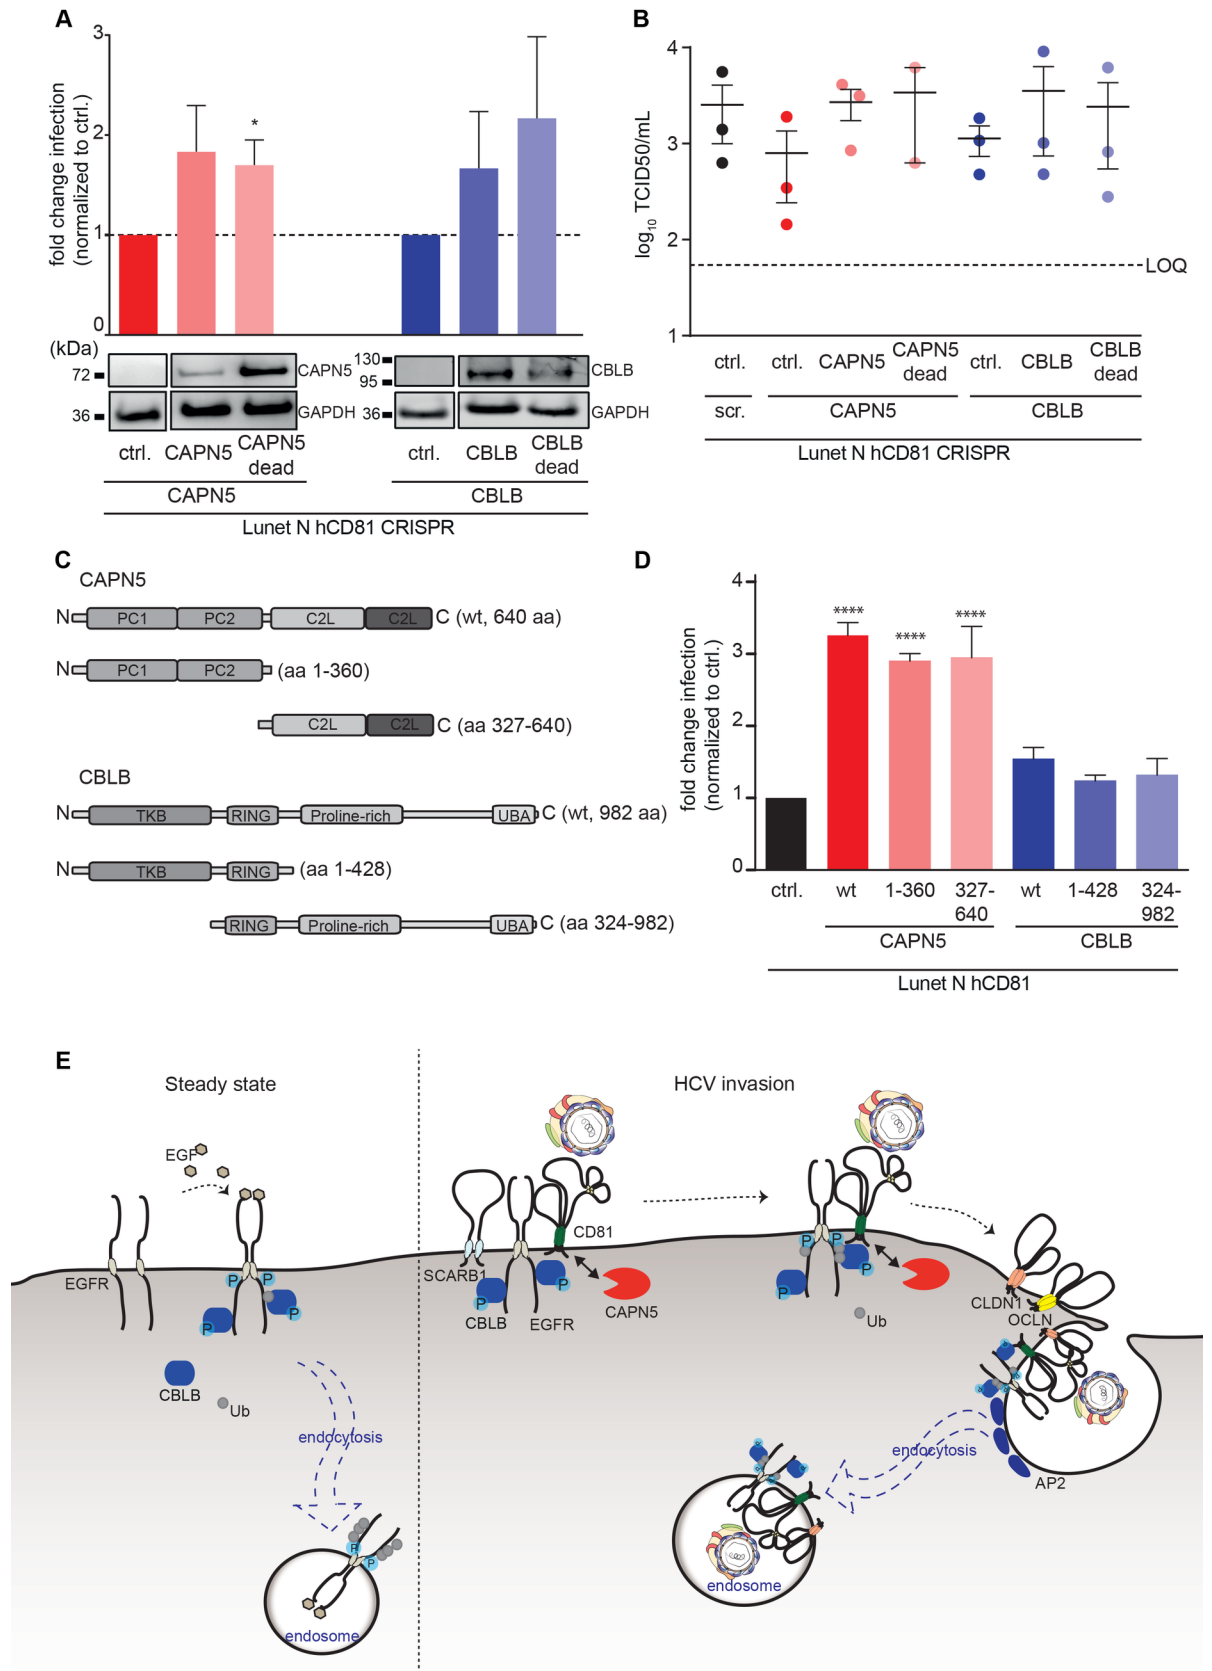 A
fold change infection
(normalized to ctrl.)
3
2
1
0
*
(kDa)
72
36
CAPN5
GAPDH
130
95
36
CBLB
GAPDH
ctrl.
CAPN5
CAPN5
dead
ctrl.
CBLB
CBLB
dead
CAPN5
CBLB
Lunet N hCD81 CRISPR
B
log10 TCID50/mL
4
3
2
1
LOQ
ctrl.
ctrl.
CAPN5
CAPN5
dead
ctrl.
CBLB
CBLB
dead
scr.
CAPN5
CBLB
Lunet N hCD81 CRISPR
C
CAPN5
N PC1 PC2 C2L C2L C (wt, 640 aa)
N PC1 PC2 (aa 1-360)
C2L C2L C (aa 327-640)
CBLB
N TKB RING Proline-rich UBA C (wt, 982 aa)
N TKB RING (aa 1-428)
RING Proline-rich UBA C (aa 324-982)
D
fold change infection
(normalized to ctrl.)
4
3
2
1
0
****
****
****
ctrl.
wt
1-360
327-
640
wt
1-428
324-
982
CAPN5
CBLB
Lunet N hCD81
E
Steady state
HCV invasion
EGF
EGFR
P
P
P
P
CBLB
Ub
endocytosis
P
P
endosome
CD81
SCARB1
P
P
CBLB
EGFR
CAPN5
P
P
P
P
Ub
CLDN1
OCLN
endocytosis
AP2
endosome